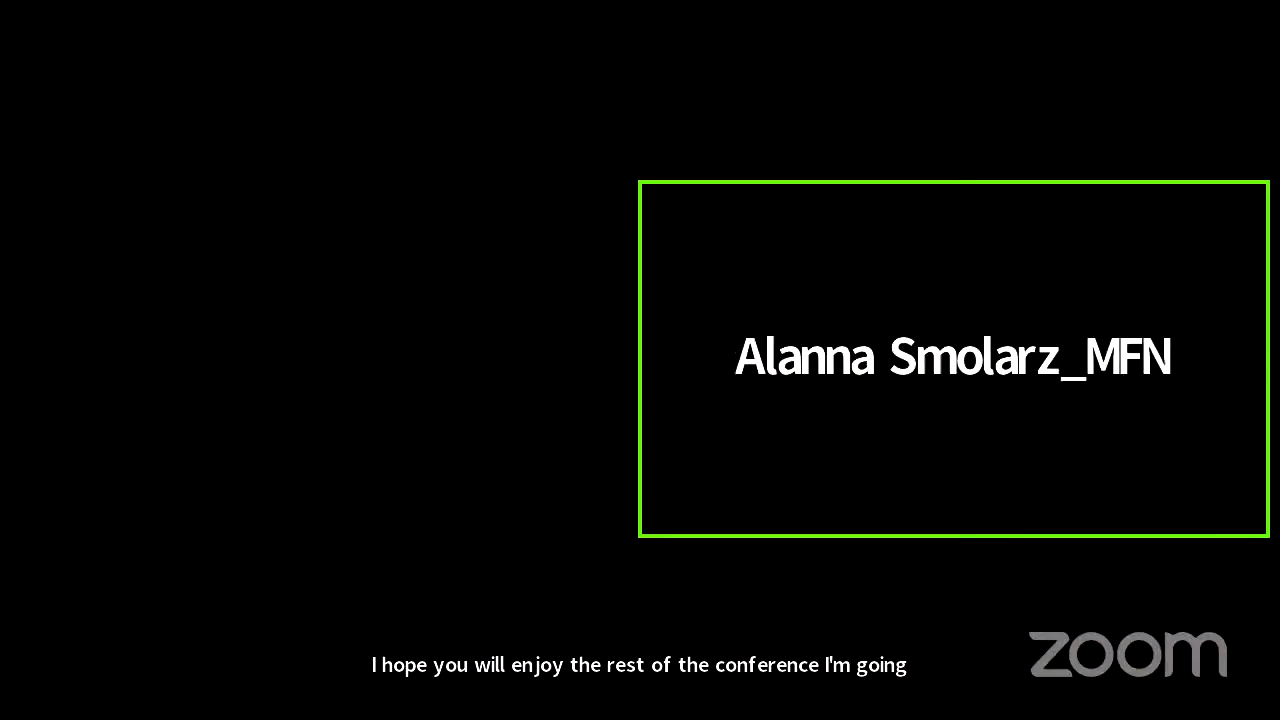 Alanna Smolarz_MFN
I hope you will enjoy the rest of the conference I'm going
zoom